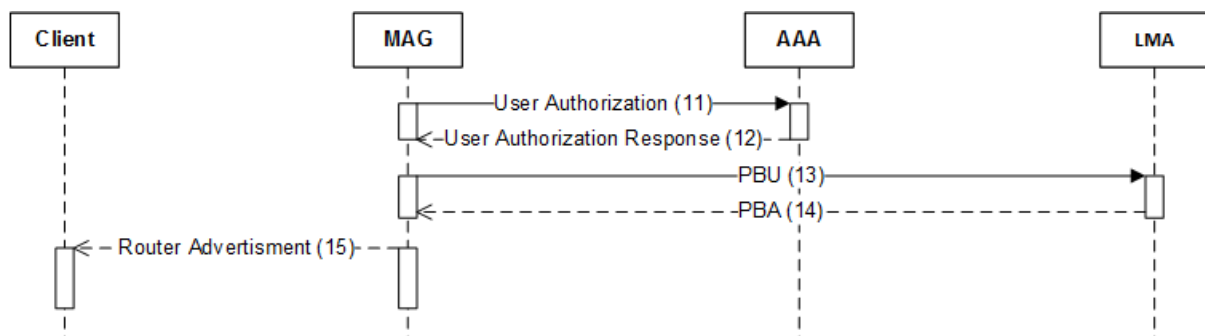 Client
MAG
AAA
LMA
User Authorization (11)
User Authorization Response (12)
PBU (13)
PBA (14)
Router Advertisment (15)